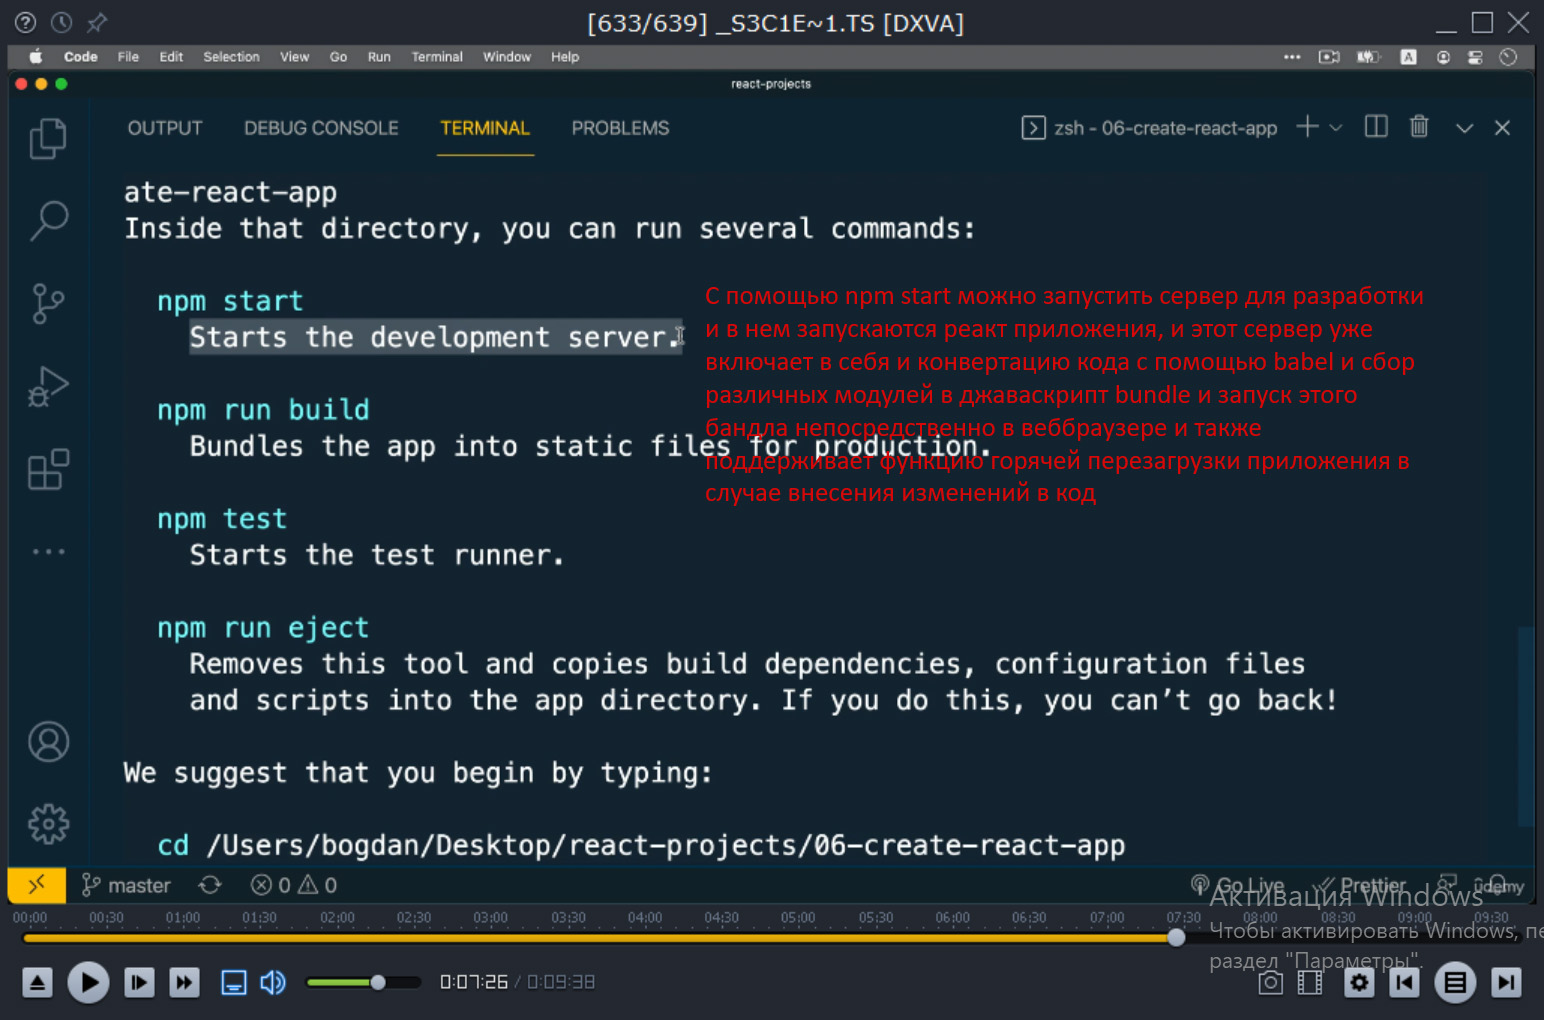 [633/639] _S3C1E~1.TS [DXVA]
Code File Edit Selection View Go Run Terminal Window Help
A
react-projects
OUTPUT DEBUG CONSOLE TERMINAL PROBLEMS
zsh - 06-create-react-app
ate-react-app
Inside that directory, you can run several commands:
npm start
Starts the development server.
С помощью npm start можно запустить сервер для разработки
и в нем запускаются реакт приложения, и этот сервер уже
включает в себя и конвертацию кода с помощью babel и сбор
различных модулей в джаваскрипт bundle и запуск этого
бандла непосредственно в веббраузере и также
поддерживает функцию горячей перезагрузки приложения в
случае внесения изменений в код
npm run build
Bundles the app into static files for production.
npm test
Starts the test runner.
npm run eject
Removes this tool and copies build dependencies, configuration files
and scripts into the app directory. If you do this, you can’t go back!
We suggest that you begin by typing:
cd /Users/bogdan/Desktop/react-projects/06-create-react-app
master 0 0 Go Live Prettier ûdemy
Активация Windows
Чтобы активировать Windows, пе
раздел "Параметры".
00:00 00:30 01:00 01:30 02:00 02:30 03:00 03:30 04:00 04:30 05:00 05:30 06:00 06:30 07:00 07:30 08:00 08:30 09:00 09:30
0:07:26 / 0:09:38